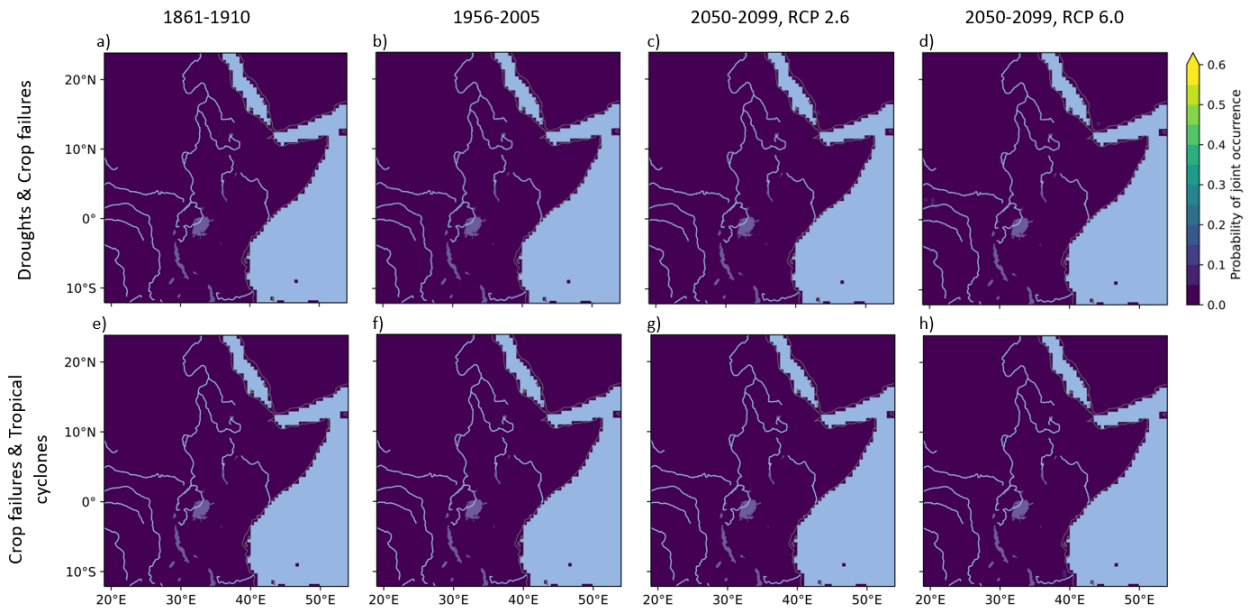 1861-1910
1956-2005
2050-2099, RCP 2.6
2050-2099, RCP 6.0
Droughts & Crop failures
a)
b)
c)
d)
20°N
10°N
0°
10°S
0.6
0.5
0.4
0.3
0.2
0.1
0.0
Probability of joint occurrence
Crop failures & Tropical
cyclones
e)
f)
g)
h)
20°N
10°N
0°
10°S
20°E 30°E 40°E 50°E
20°E 30°E 40°E 50°E
20°E 30°E 40°E 50°E
20°E 30°E 40°E 50°E